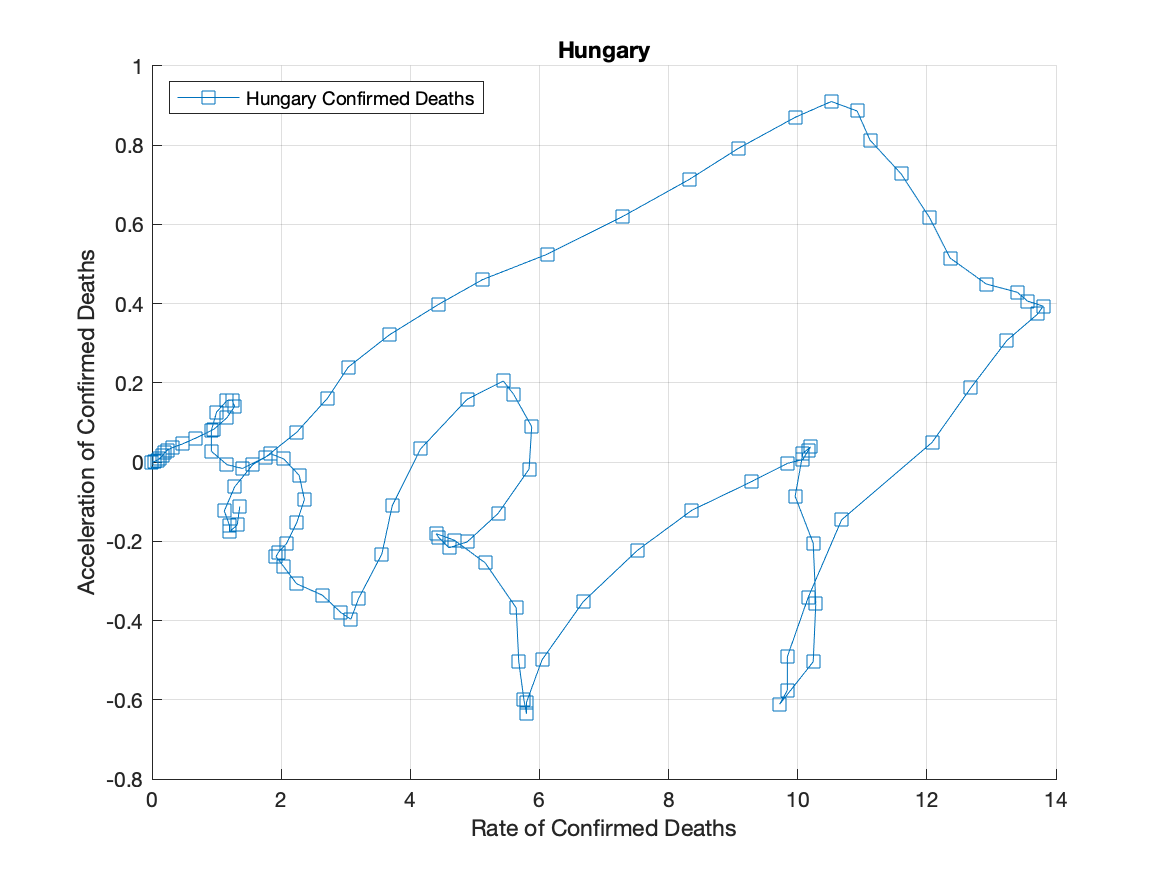 Hungary
Hungary Confirmed Deaths
1
0.8
0.6
0.4
0.2
0
-0.2
-0.4
-0.6
-0.8
0 2 4 6 8 10 12 14
Acceleration of Confirmed Deaths
Rate of Confirmed Deaths